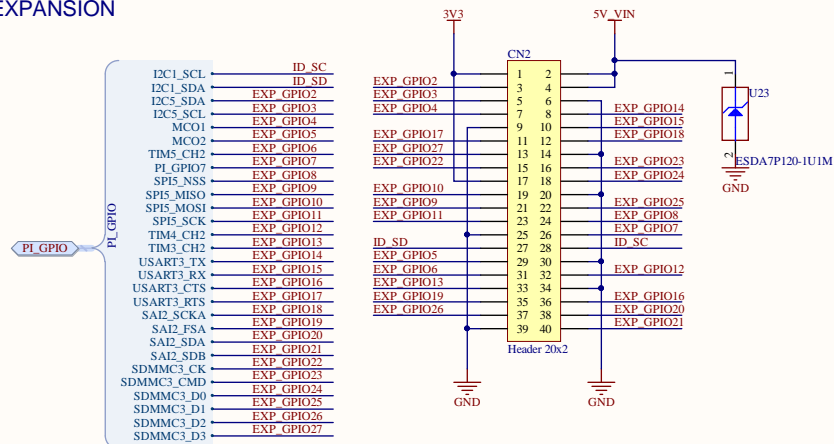 EXPANSION
3V3
5V_VIN
CN2
PI_GPIO
PI_GPIO
I2C1_SCL ID_SC
I2C1_SDA ID_SD
I2C5_SDA EXP_GPIO2
I2C5_SCL EXP_GPIO3
MCO1 EXP_GPIO4
MCO2 EXP_GPIO5
TIM5_CH2 EXP_GPIO6
PI_GPIO7 EXP_GPIO7
SPI5_NSS EXP_GPIO8
SPI5_MISO EXP_GPIO9
SPI5_MOSI EXP_GPIO10
SPI5_SCK EXP_GPIO11
TIM4_CH2 EXP_GPIO12
TIM3_CH2 EXP_GPIO13
USART3_TX EXP_GPIO14
USART3_RX EXP_GPIO15
USART3_CTS EXP_GPIO16
USART3_RTS EXP_GPIO17
SAI2_SCKA EXP_GPIO18
SAI2_FSA EXP_GPIO19
SAI2_SDA EXP_GPIO20
SAI2_SDB EXP_GPIO21
SDMMC3_CK EXP_GPIO22
SDMMC3_CMD EXP_GPIO23
SDMMC3_D0 EXP_GPIO24
SDMMC3_D1 EXP_GPIO25
SDMMC3_D2 EXP_GPIO26
SDMMC3_D3 EXP_GPIO27
1 2
EXP_GPIO2 3 4
EXP_GPIO3 5 6
EXP_GPIO4 7 8 EXP_GPIO14
9 10 EXP_GPIO15
EXP_GPIO17 11 12 EXP_GPIO18
EXP_GPIO27 13 14
EXP_GPIO22 15 16 EXP_GPIO23
17 18 EXP_GPIO24
EXP_GPIO10 19 20
EXP_GPIO9 21 22 EXP_GPIO25
EXP_GPIO11 23 24 EXP_GPIO8
25 26 EXP_GPIO7
ID_SD 27 28 ID_SC
EXP_GPIO5 29 30
EXP_GPIO6 31 32 EXP_GPIO12
EXP_GPIO13 33 34
EXP_GPIO19 35 36 EXP_GPIO16
EXP_GPIO26 37 38 EXP_GPIO20
39 40 EXP_GPIO21
Header 20x2
GND
GND
1
U23
2
ESDA7P120-1U1M
GND